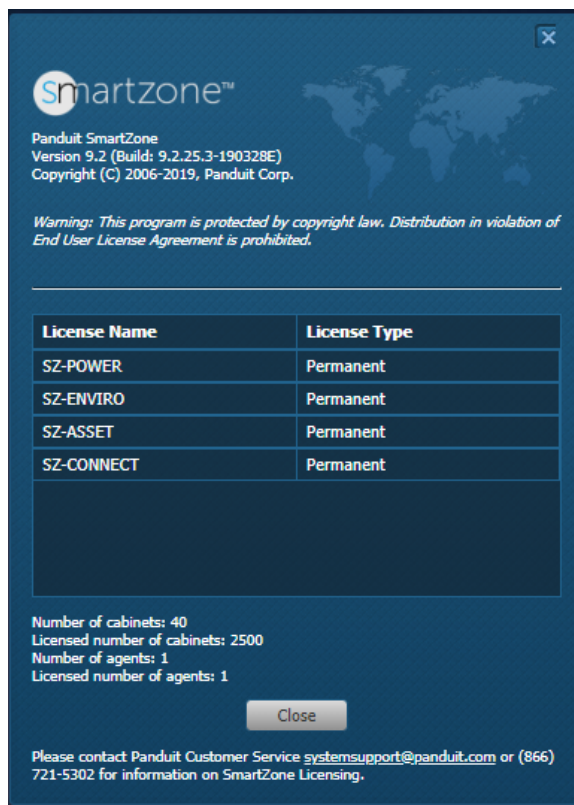 smartzone™
Panduit SmartZone
Version 9.2 (Build: 9.2.25.3-190328E)
Copyright (C) 2006-2019, Panduit Corp.
Warning: This program is protected by copyright law. Distribution in violation of
End User License Agreement is prohibited.
License Name License Type
SZ-POWER Permanent
SZ-ENVIRO Permanent
SZ-ASSET Permanent
SZ-CONNECT Permanent
Number of cabinets: 40
Licensed number of cabinets: 2500
Number of agents: 1
Licensed number of agents: 1
Close
Please contact Panduit Customer Service systemsupport@panduit.com or (866)
721-5302 for information on SmartZone Licensing.